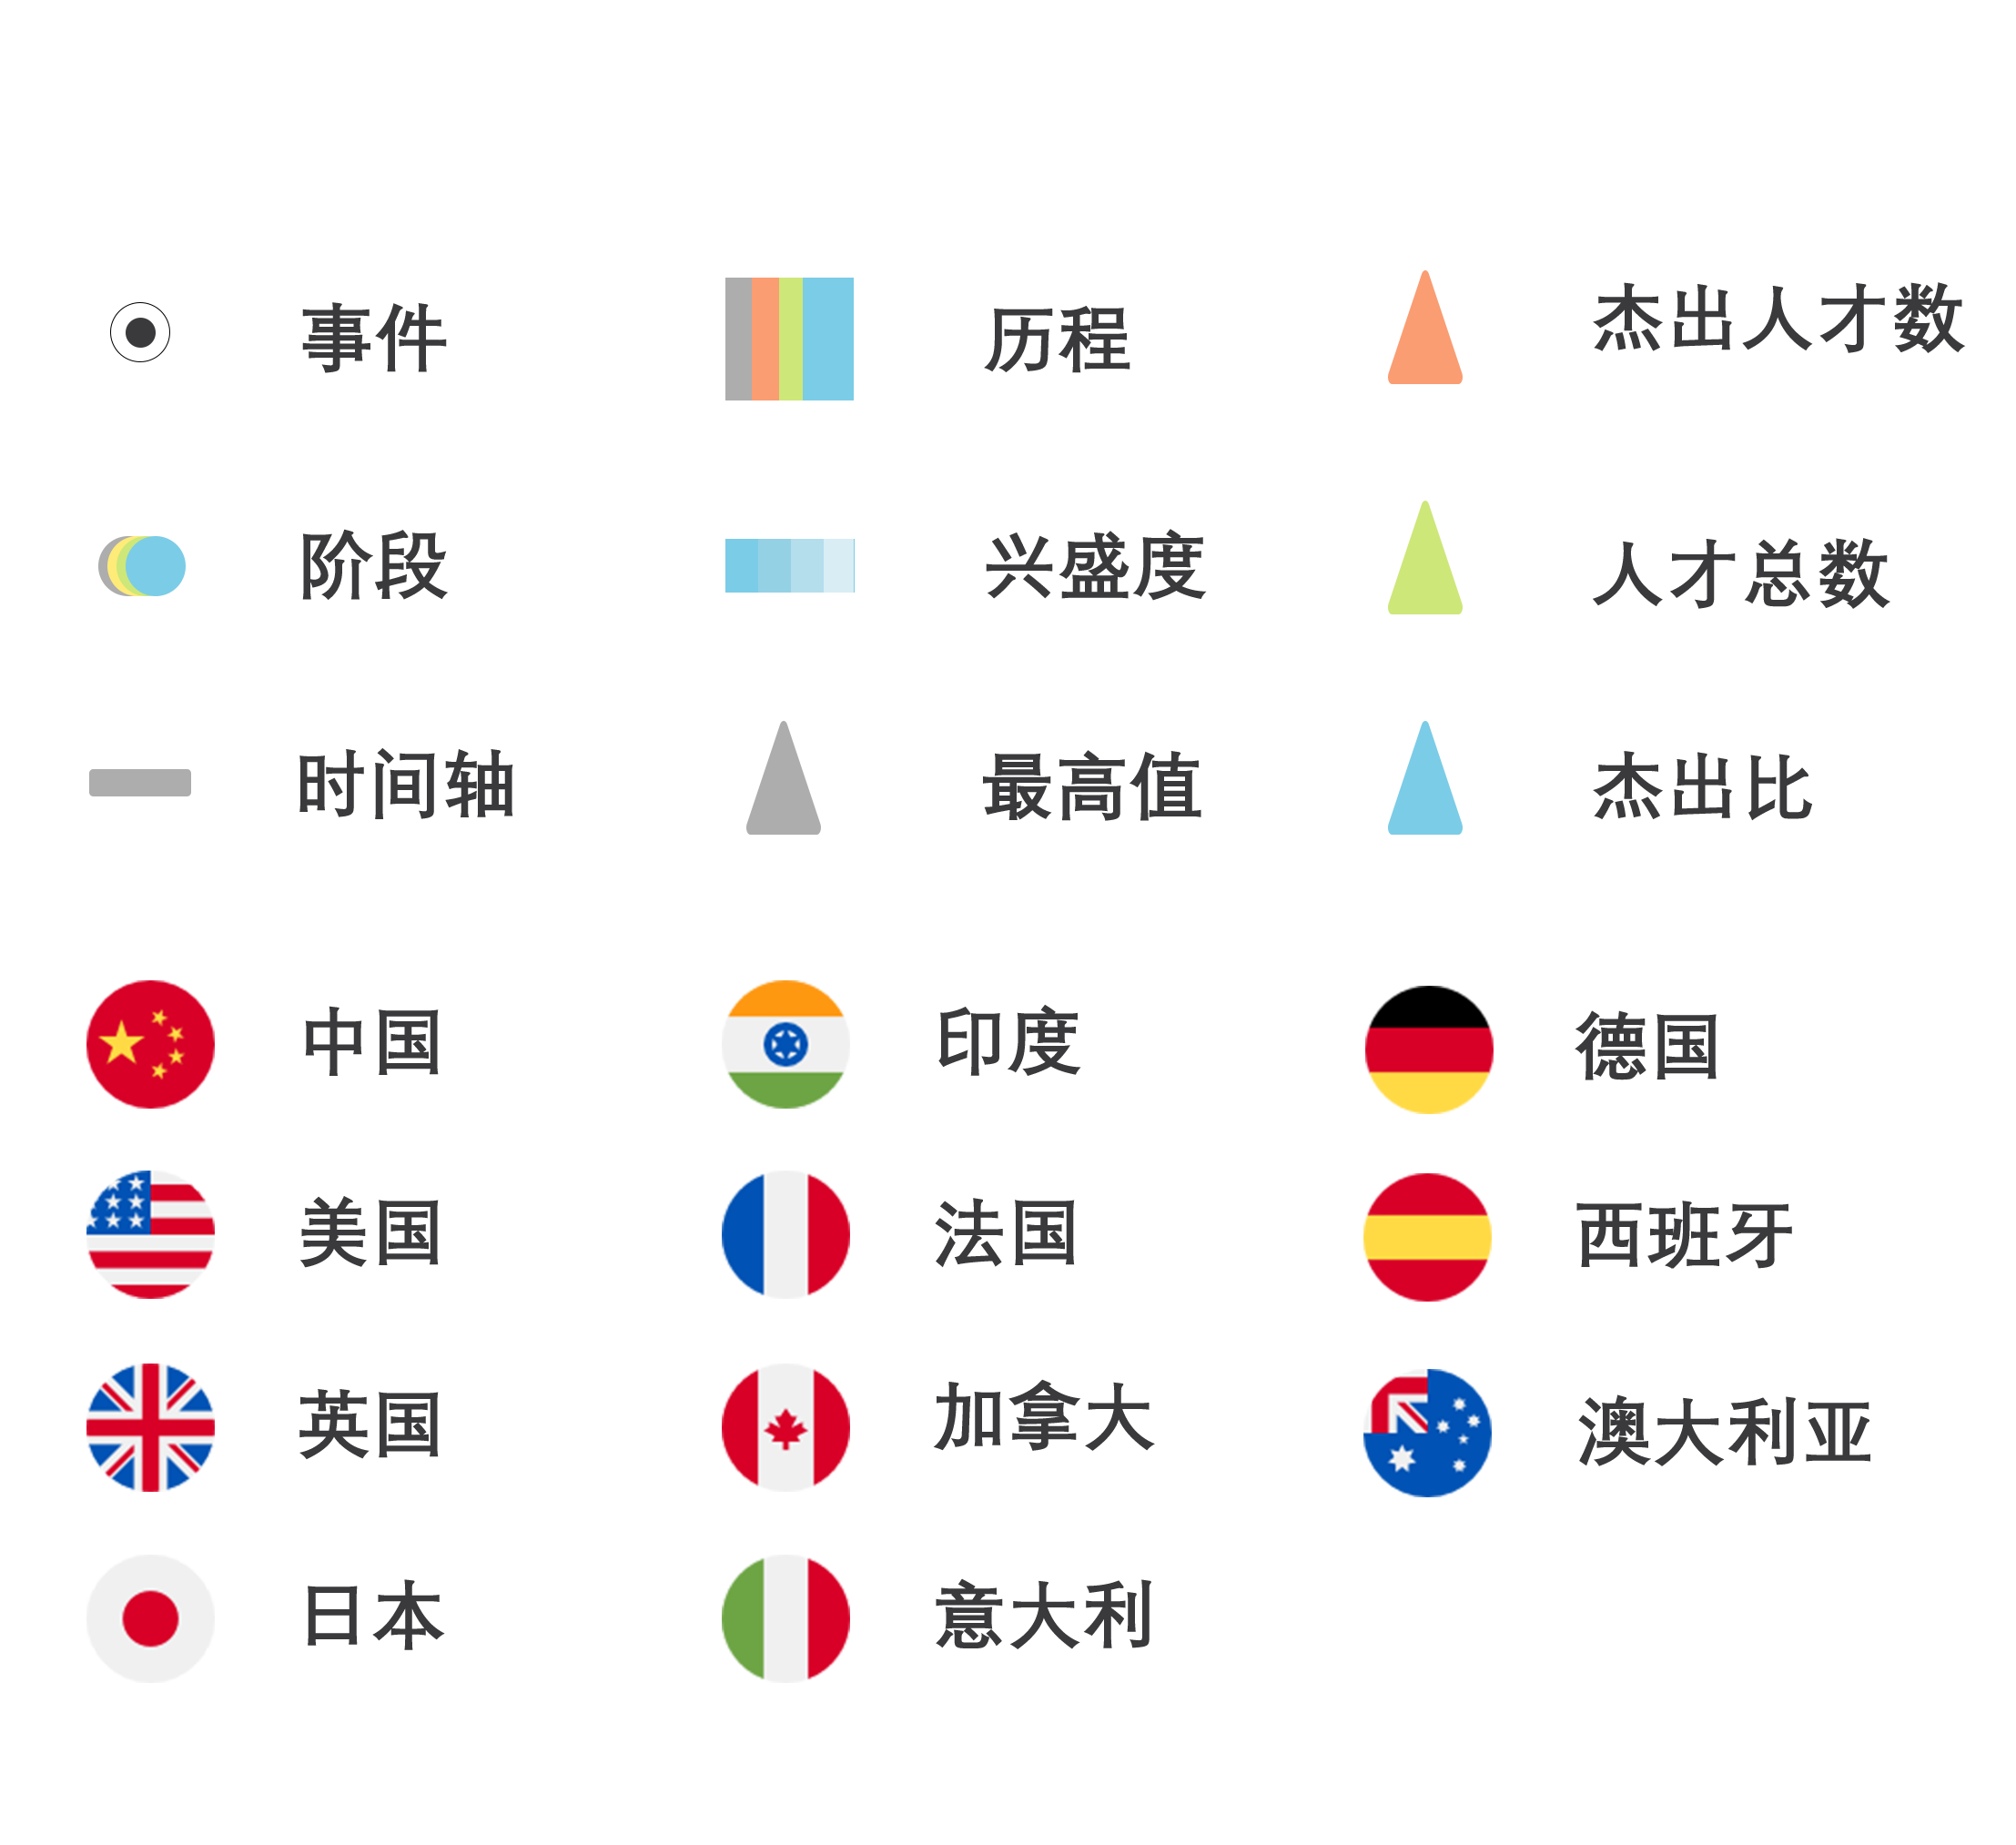 事件
历程
杰出人才数
阶段
兴盛度
人才总数
时间轴
最高值
杰出比
中国
印度
德国
美国
法国
西班牙
英国
加拿大
澳大利亚
日本
意大利